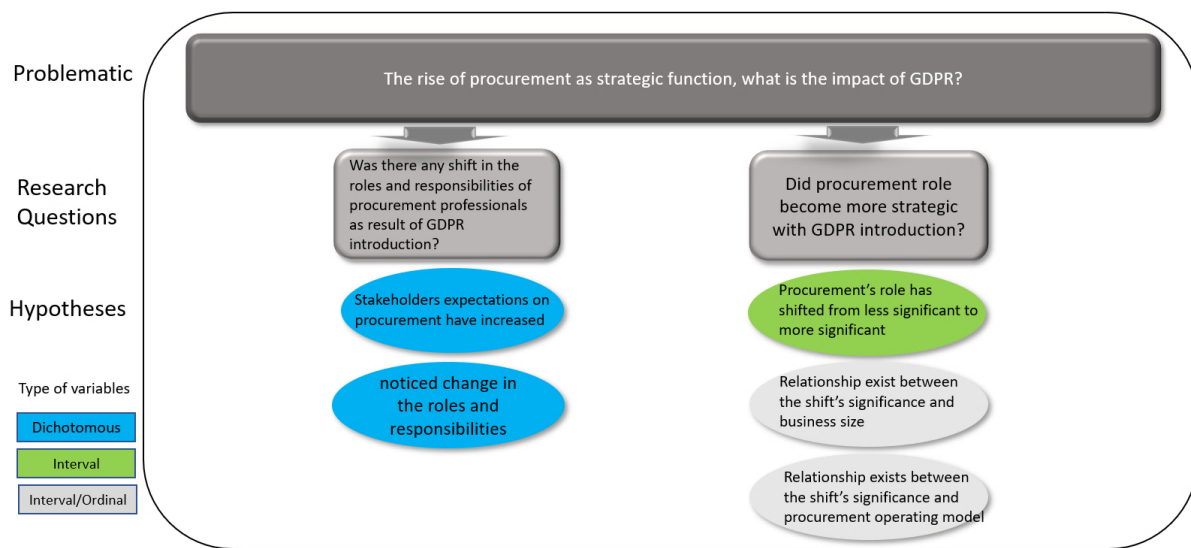 Problematic
The rise of procurement as strategic function, what is the impact of GDPR?
Research
Questions
Was there any shift in the
roles and responsibilities of
procurement professionals
as result of GDPR
introduction?
Did procurement role
become more strategic
with GDPR introduction?
Hypotheses
Stakeholders expectations on
procurement have increased
Procurement's role has
shifted from less significant to
more significant
noticed change in
the roles and
responsibilities
Relationship exist between
the shift's significance and
business size
Relationship exists between
the shift's significance and
procurement operating model
Type of variables
Dichotomous
Interval
Interval/Ordinal